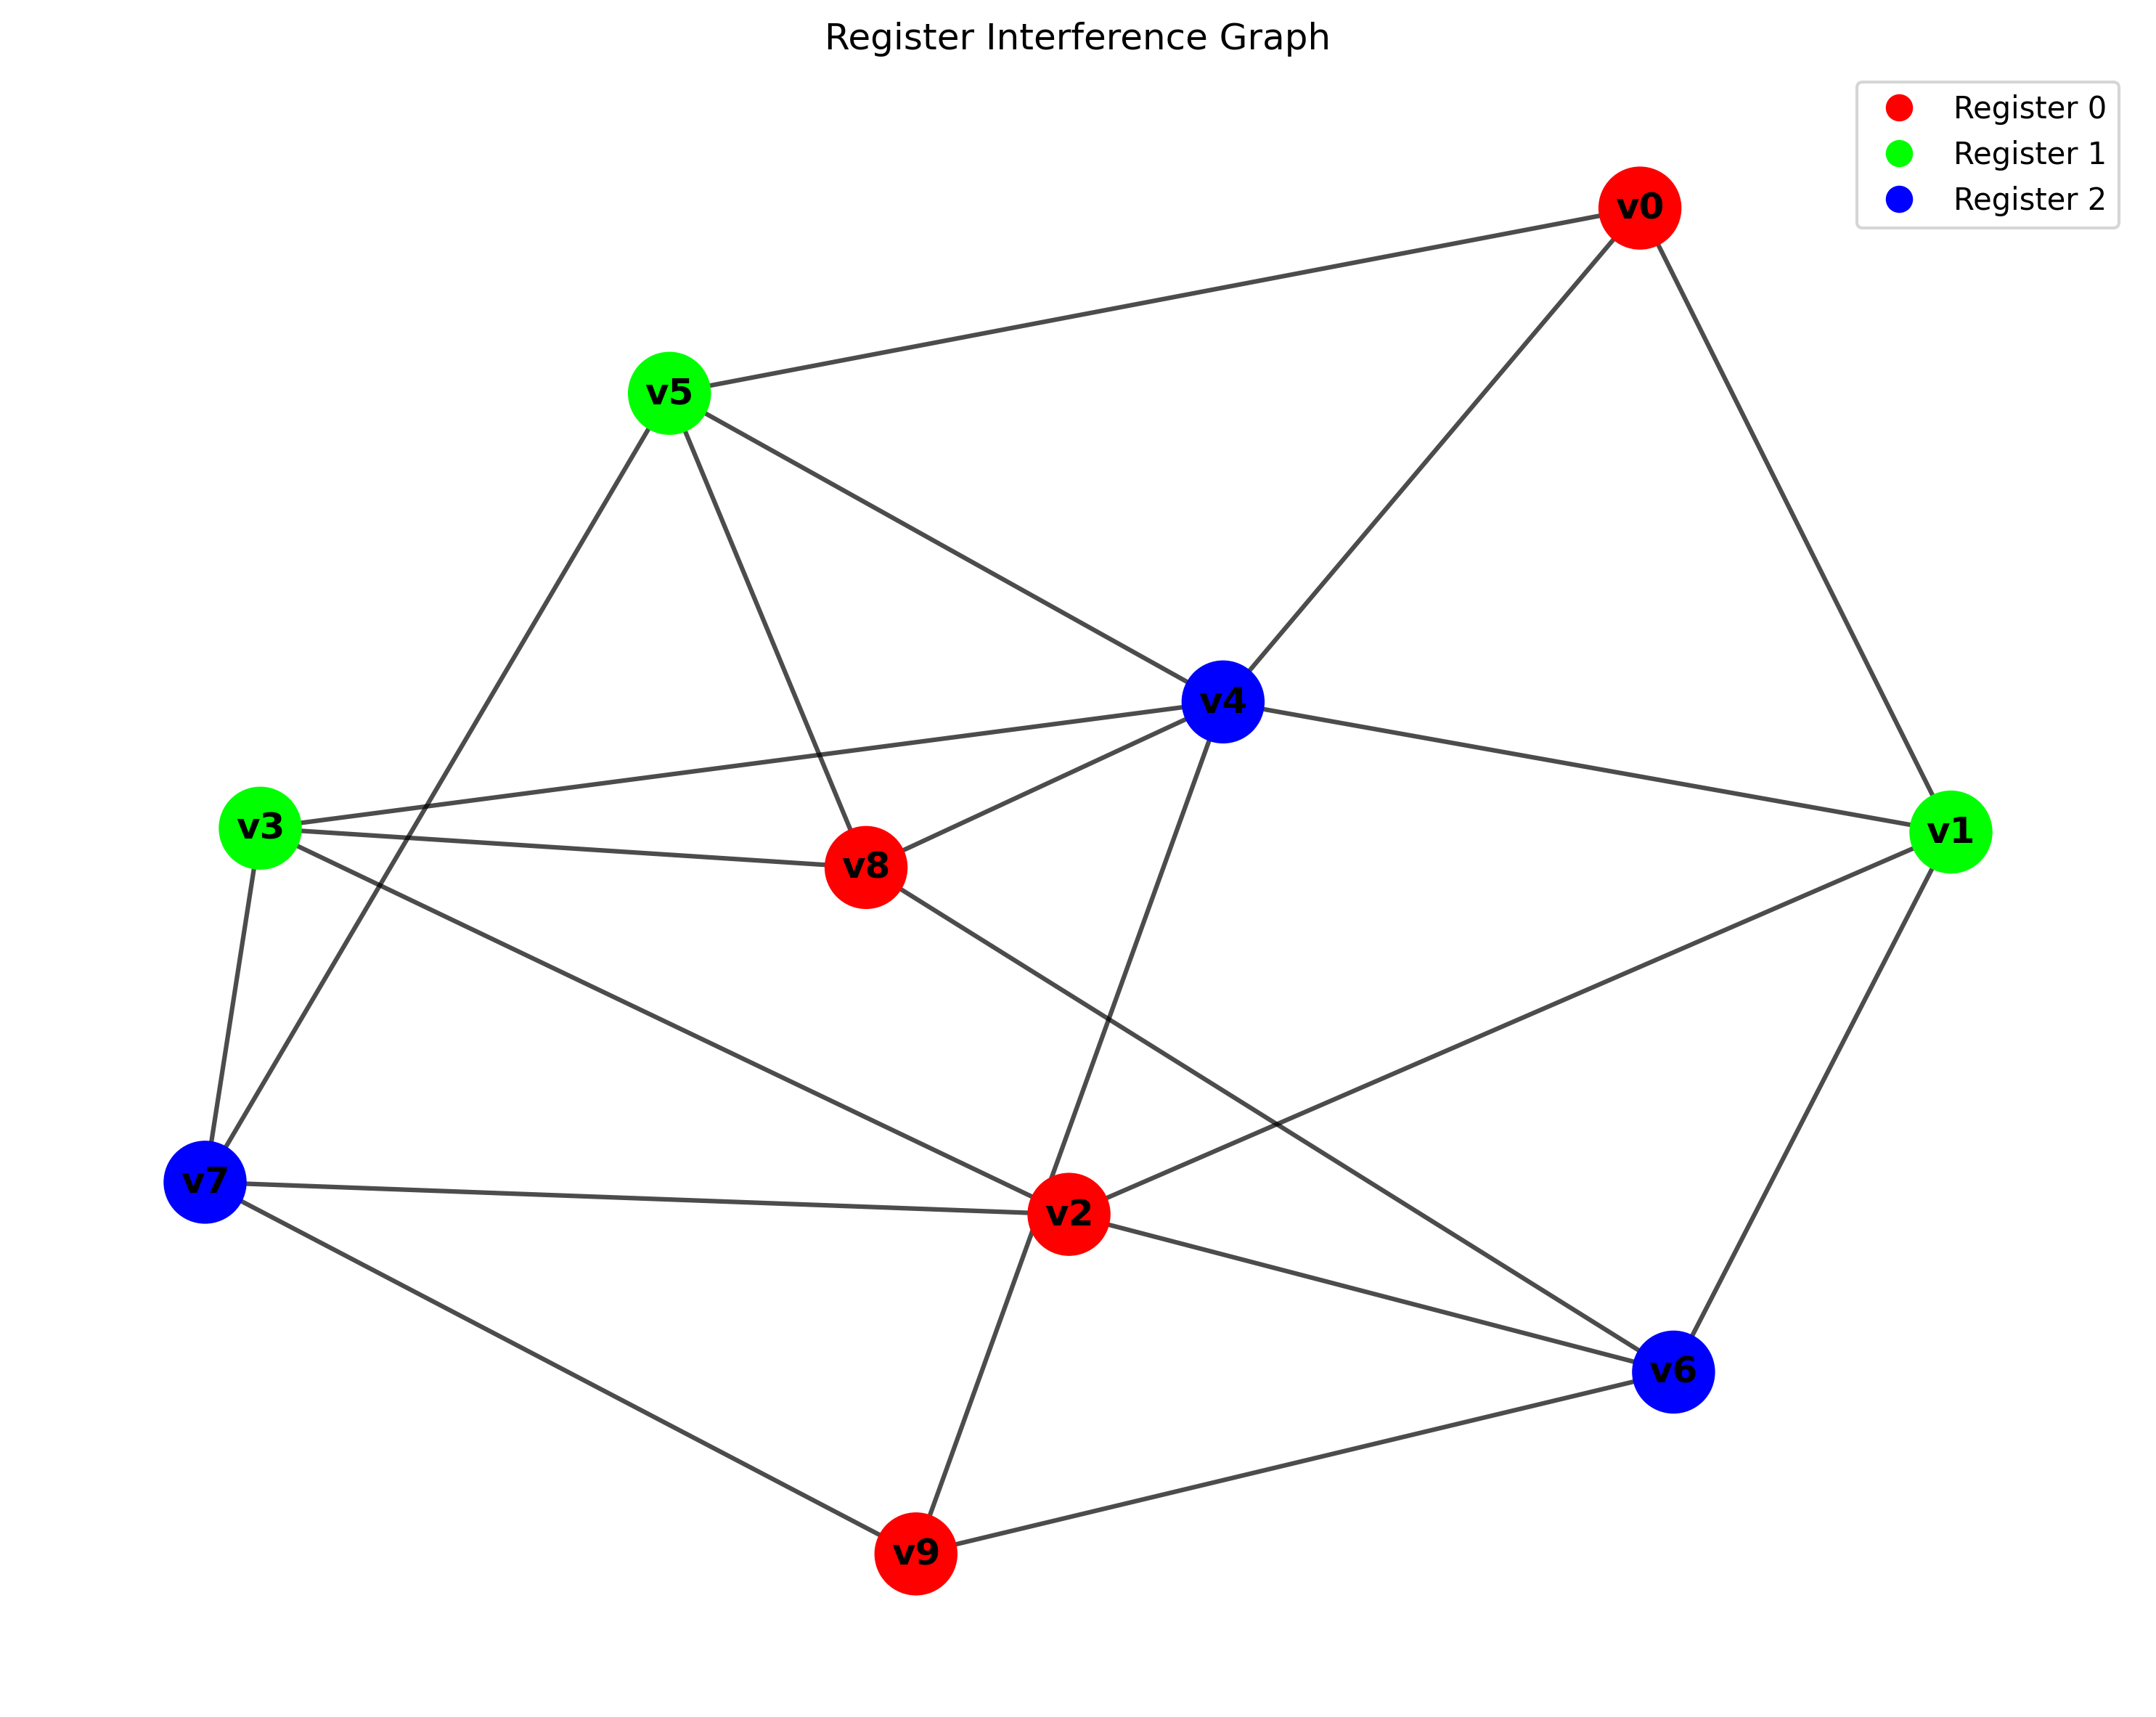 Register Interference Graph
Register 0
Register 1
Register 2
v0
v5
v4
v3
v1
v8
v7
v2
v6
v9